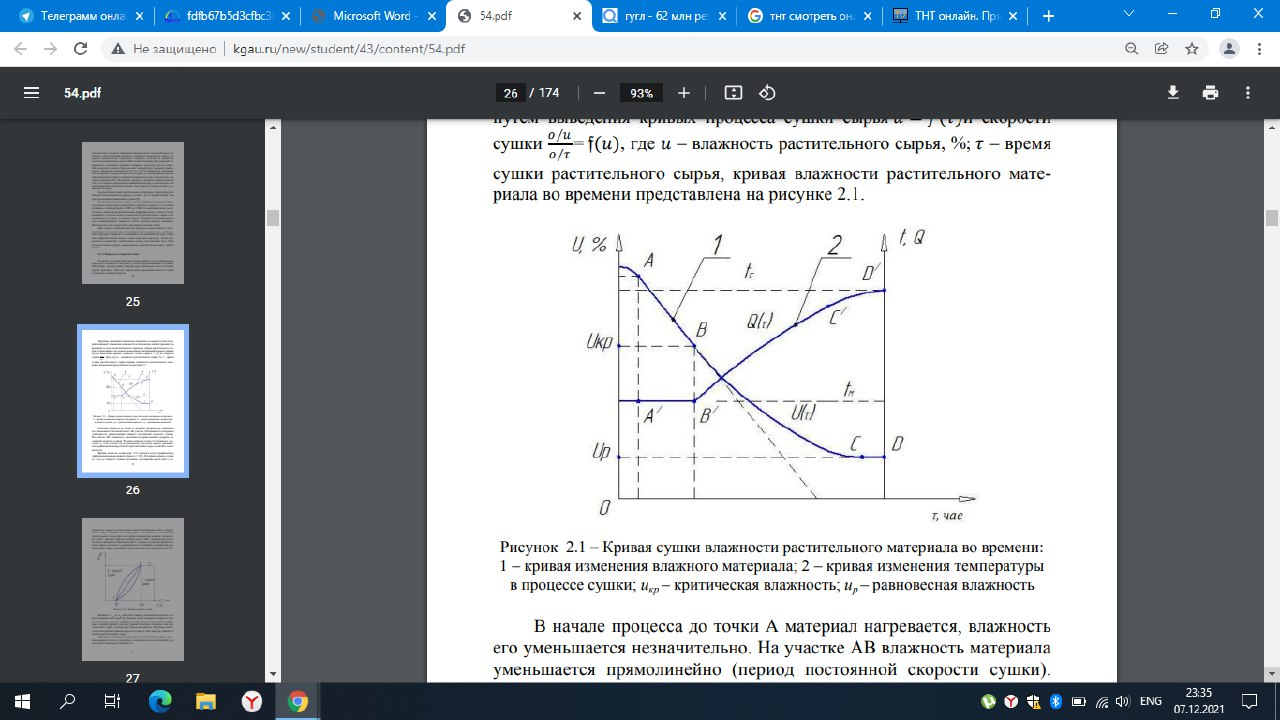 Телеграм онла
fdfb67b5d3cfbc3
Microsoft Word -
54.pdf
гугл - 62 млн ре
тнт смотреть он
ТНТ онлайн. Пря
Не защищено | kgau.ru/new/student/43/content/54.pdf
54.pdf
26 / 174
93%
25
26
27
путем выведения кривых процесса сушки сырья
и скорости
сушки o/u / o/τ = f(u), где u – влажность растительного сырья, %; τ – время
сушки растительного сырья, кривая влажности растительного мате-
риала во времени представлена на рисунке 2.1.
U, %
A
1
tc
2
D'
t, Q
Uкр
B
Q(τ)
C'
A'
B'
U(τ)
tм
Uр
C
D
0
τ, час
Рисунок 2.1 – Кривая сушки влажности растительного материала во времени:
1 – кривая изменения влажного материала; 2 – кривая изменения температуры
в процессе сушки; uкр – критическая влажность; uр – равновесная влажность
В начале процесса до точки А материал нагревается, влажность
его уменьшается незначительно. На участке АВ влажность материала
уменьшается прямолинейно (период постоянной скорости сушки).
ENG
23:35
07.12.2021